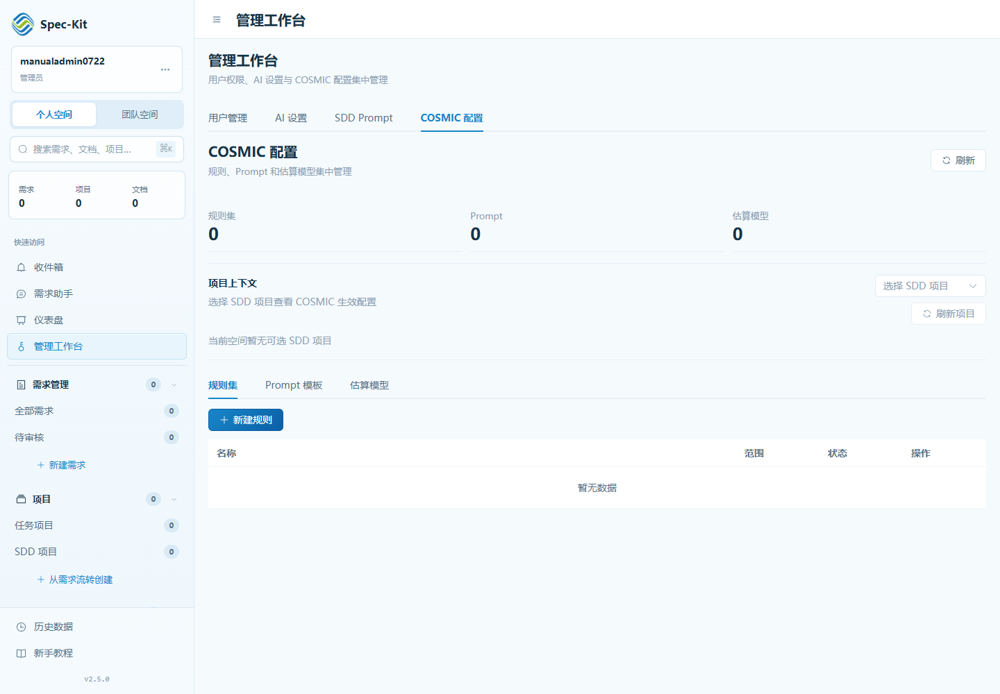 Spec-Kit
manualadmin0722
管理员
个人空间
团队空间
搜索需求、文档、项目...
⌘K
需求
项目
文档
0
0
0
快速访问
收件箱
需求助手
仪表盘
管理工作台
需求管理
0
全部需求
0
待审核
0
新建需求
项目
0
任务项目
0
SDD 项目
0
从需求流转创建
历史数据
新手教程
v2.5.0
管理工作台
管理工作台
用户权限、AI 设置与 COSMIC 配置集中管理
用户管理
AI 设置
SDD Prompt
COSMIC 配置
COSMIC 配置
规则、Prompt 和估算模型集中管理
刷新
规则集
Prompt
估算模型
0
0
0
项目上下文
选择 SDD 项目查看 COSMIC 生效配置
选择 SDD 项目
刷新项目
当前空间暂无可选 SDD 项目
规则集
Prompt 模板
估算模型
新建规则
名称
范围
状态
操作
暂无数据